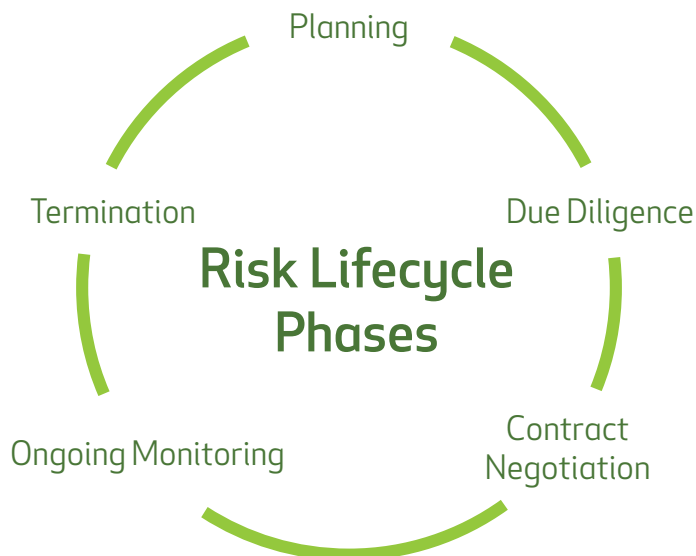 Planning
Termination
Due Diligence
Risk Lifecycle
Phases
Contract
Negotiation
Ongoing Monitoring